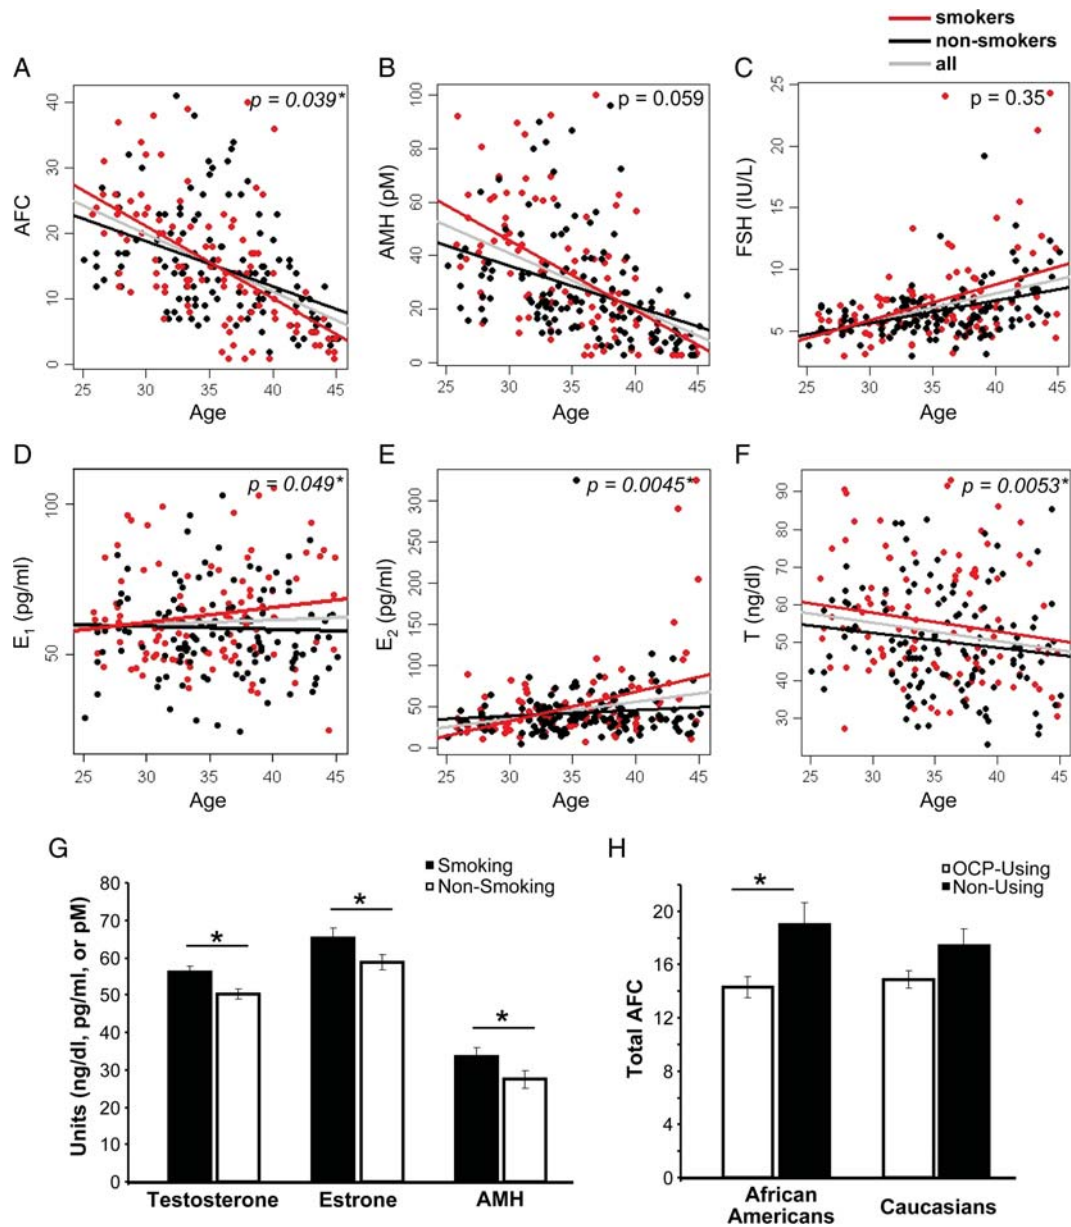 smokers
non-smokers
all
A
p = 0.039*
AFC
40
30
20
10
0
25 30 35 40 45
Age
B
p = 0.059
AMH (pM)
100
80
60
40
20
0
25 30 35 40 45
Age
C
p = 0.35
FSH (IU/L)
25
20
15
10
5
25 30 35 40 45
Age
D
p = 0.049*
E1 (pg/ml)
100
50
25 30 35 40 45
Age
E
p = 0.0045*
E2 (pg/ml)
300
250
200
150
100
50
0
25 30 35 40 45
Age
F
p = 0.0053*
T (ng/dl)
90
80
70
60
50
40
30
25 30 35 40 45
Age
G
Smoking
Non-Smoking
Units (ng/dl, pg/ml, or pM)
80
70
60
50
40
30
20
10
0
* * *
Testosterone Estrone AMH
H
OCP-Using
Non-Using
Total AFC
20
18
16
14
12
8
6
4
2
0
*
African
Americans
Caucasians